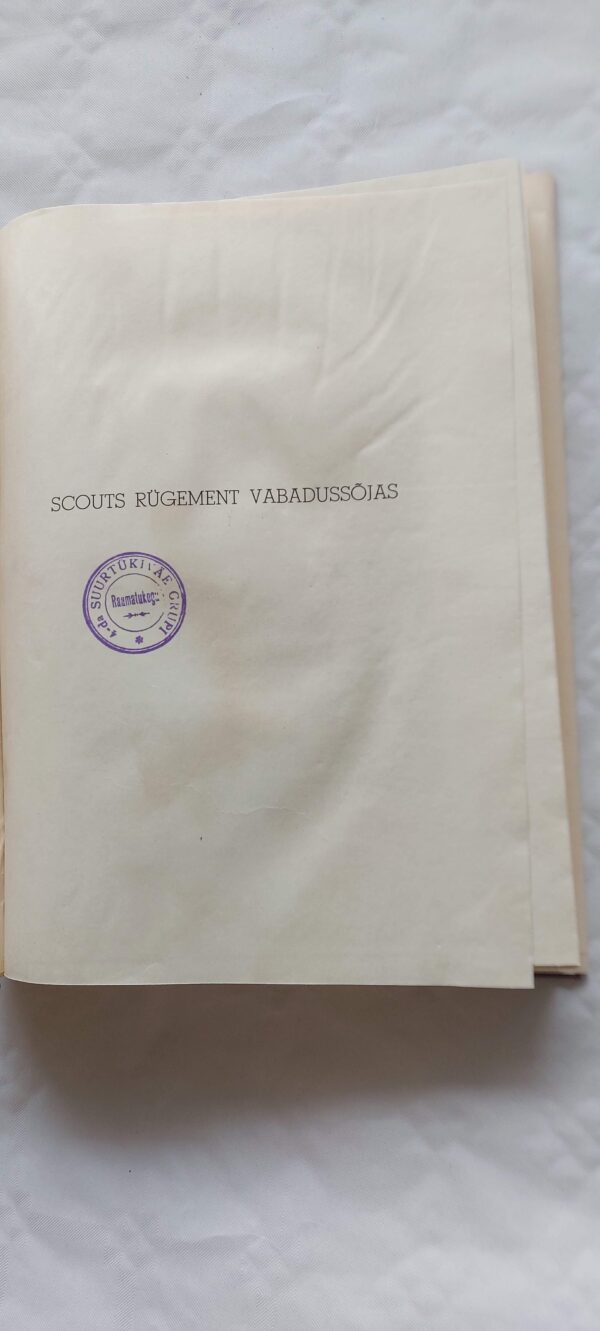 SCOUTS RÜGEMENT VABADUSSÕJAS
4-da SUURTÜKIVÄE GRUPI
Raamatukogu